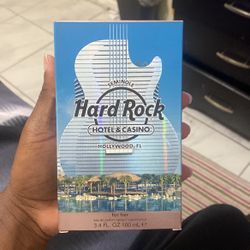 SEMINOLE
Hard Rock
HOTEL & CASINO
HOLLYWOOD, FL
for her
3.4 FL. OZ 100 mL e